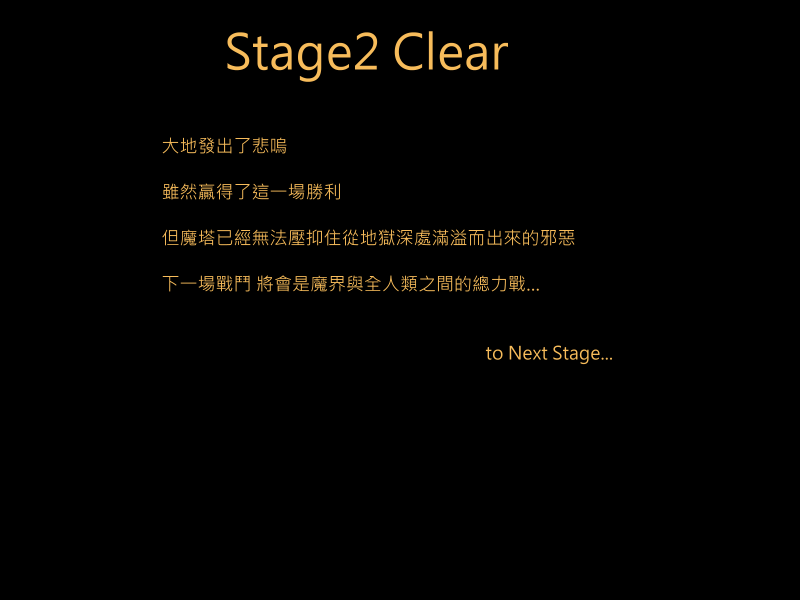 Stage2 Clear
大地發出了悲嗚
雖然贏得了這一場勝利
但魔塔已經無法壓抑住從地獄深處滿溢而出來的邪惡
下一場戰鬥 將會是魔界與全人類之間的總力戰...
to Next Stage...